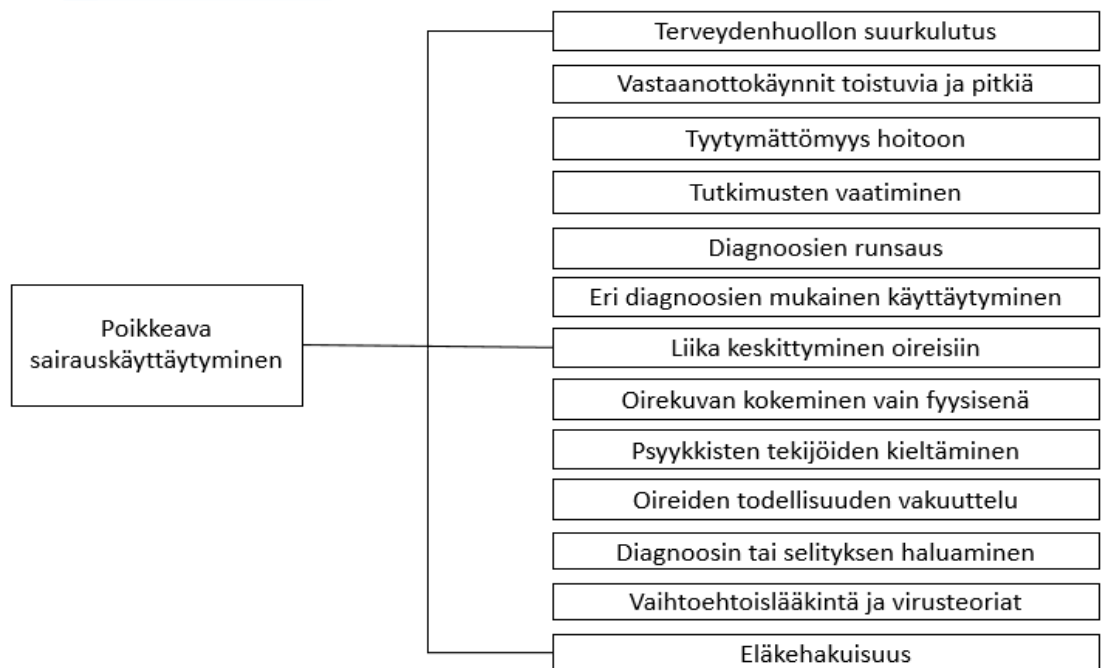 Terveydenhuollon suurkulutus
Vastaanottokäynnit toistuvia ja pitkiä
Tyytymättömyys hoitoon
Tutkimusten vaatiminen
Diagnoosien runsaus
Eri diagnoosien mukainen käyttäytyminen
Poikkeava
sairauskäyttäytyminen
Liika keskittyminen oireisiin
Oirekuvan kokeminen vain fyysisenä
Psyykkisten tekijöiden kieltäminen
Oireiden todellisuuden vakuuttelu
Diagnoosin tai selityksen haluaminen
Vaihtoehtoislääkintä ja virusteoriat
Eläkehakuisuus